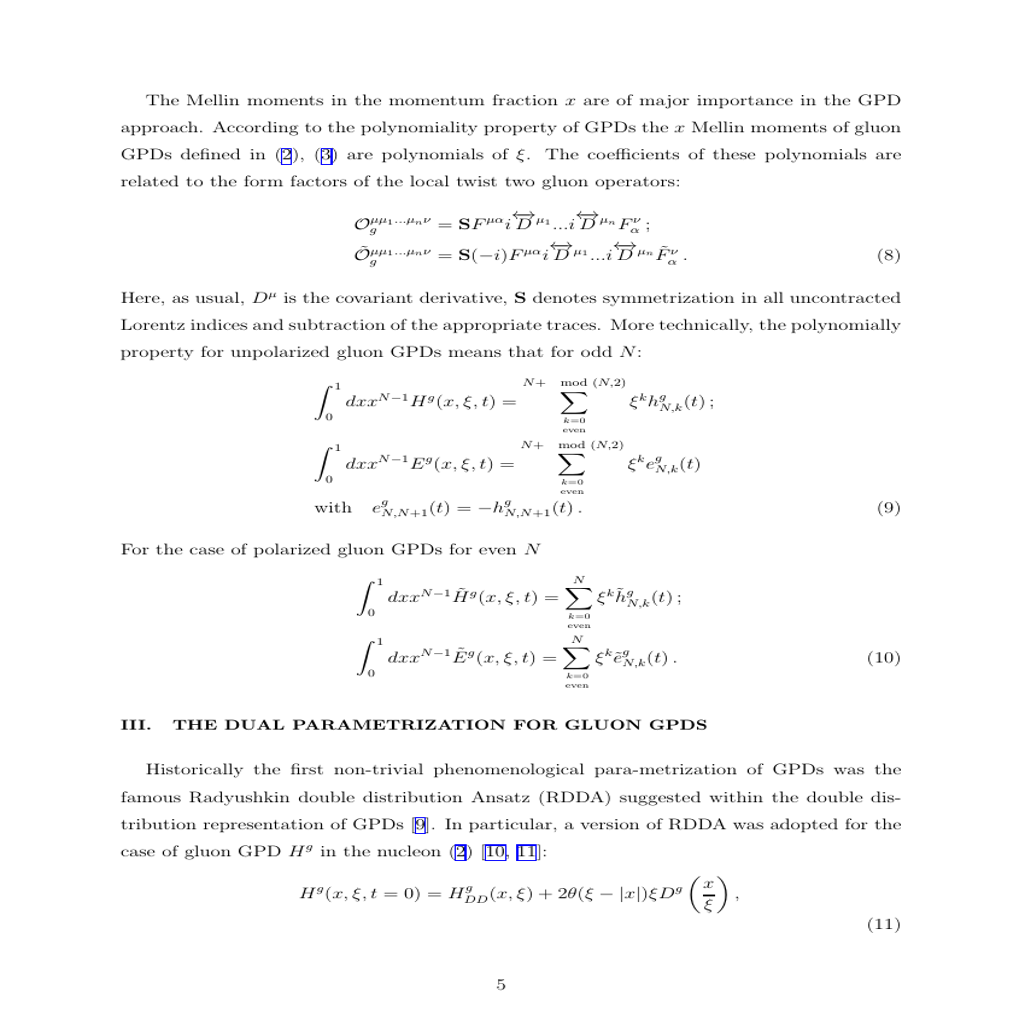 The Mellin moments in the momentum fraction x are of major importance in the GPD
approach. According to the polynomiality property of GPDs the x Mellin moments of gluon
GPDs defined in (2), (3) are polynomials of ξ. The coefficients of these polynomials are
related to the form factors of the local twist two gluon operators:
$\mathcal{O}_g^{\mu\mu_1...\mu_n\nu} = \mathbf{S}F^{\mu\alpha}i\overleftrightarrow{D}^{\mu_1}...i\overleftrightarrow{D}^{\mu_n}F_\alpha^\nu\,;$
$\tilde{\mathcal{O}}_g^{\mu\mu_1...\mu_n\nu} = \mathbf{S}(-i)F^{\mu\alpha}i\overleftrightarrow{D}^{\mu_1}...i\overleftrightarrow{D}^{\mu_n}\tilde{F}_\alpha^\nu\,.$ (8)
Here, as usual, $D^\mu$ is the covariant derivative, S denotes symmetrization in all uncontracted
Lorentz indices and subtraction of the appropriate traces. More technically, the polynomially
property for unpolarized gluon GPDs means that for odd N:
$\int_0^1 dxx^{N-1}H^g(x,\xi,t) = \sum_{\substack{k=0\\ \text{even}}}^{N+\mod(N,2)} \xi^k h_{N,k}^g(t)\,;$
$\int_0^1 dxx^{N-1}E^g(x,\xi,t) = \sum_{\substack{k=0\\ \text{even}}}^{N+\mod(N,2)} \xi^k e_{N,k}^g(t)$
with $e_{N,N+1}^g(t) = -h_{N,N+1}^g(t)\,.$ (9)
For the case of polarized gluon GPDs for even N
$\int_0^1 dxx^{N-1}\tilde{H}^g(x,\xi,t) = \sum_{\substack{k=0\\ \text{even}}}^{N} \xi^k \tilde{h}_{N,k}^g(t)\,;$
$\int_0^1 dxx^{N-1}\tilde{E}^g(x,\xi,t) = \sum_{\substack{k=0\\ \text{even}}}^{N} \xi^k \tilde{e}_{N,k}^g(t)\,.$ (10)
III. THE DUAL PARAMETRIZATION FOR GLUON GPDS
Historically the first non-trivial phenomenological para-metrization of GPDs was the
famous Radyushkin double distribution Ansatz (RDDA) suggested within the double dis-
tribution representation of GPDs [9]. In particular, a version of RDDA was adopted for the
case of gluon GPD $H^g$ in the nucleon (2) [10, 11]:
$H^g(x,\xi,t=0) = H_{DD}^g(x,\xi) + 2\theta(\xi-|x|)\xi D^g\left(\frac{x}{\xi}\right)\,,$
(11)
5